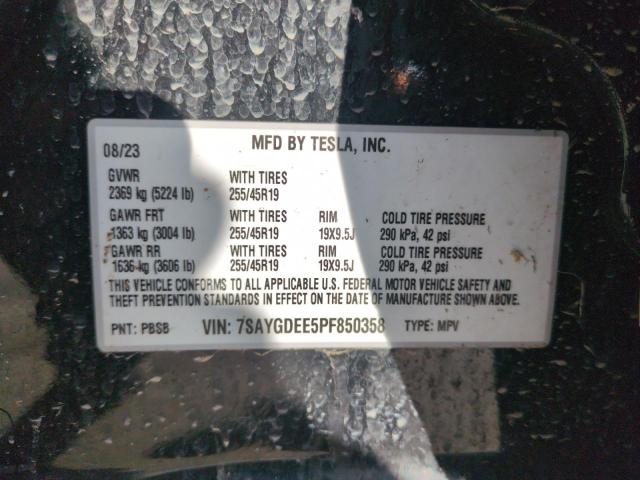 08/23 MFD BY TESLA, INC.
GVWR WITH TIRES
2369 kg (5224 lb) 255/45R19
GAWR FRT WITH TIRES RIM COLD TIRE PRESSURE
1363 kg (3004 lb) 255/45R19 19X9.5J 290 kPa, 42 psi
GAWR RR WITH TIRES RIM COLD TIRE PRESSURE
1636 kg (3606 lb) 255/45R19 19X9.5J 290 kPa, 42 psi
THIS VEHICLE CONFORMS TO ALL APPLICABLE U.S. FEDERAL MOTOR VEHICLE SAFETY AND
THEFT PREVENTION STANDARDS IN EFFECT ON THE DATE OF MANUFACTURE SHOWN ABOVE.
PNT: PBSB VIN: 7SAYGDEE5PF850358 TYPE: MPV